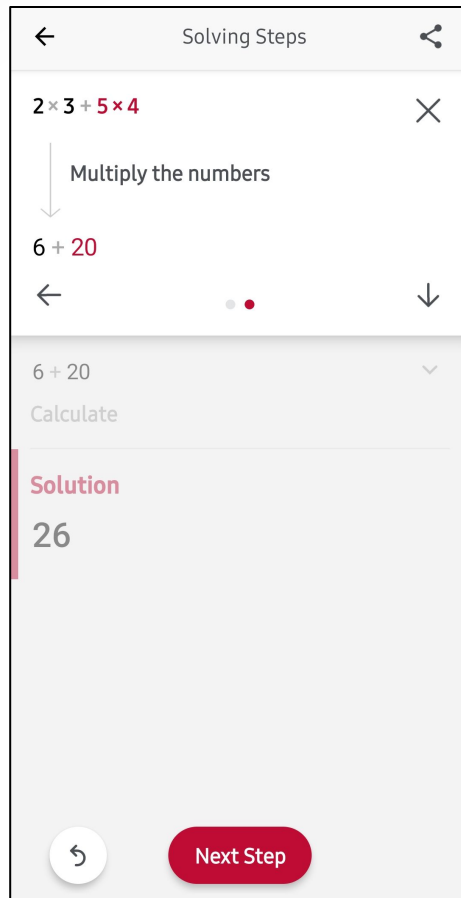 Solving Steps
2 × 3 + 5 × 4
Multiply the numbers
6 + 20
6 + 20
Calculate
Solution
26
Next Step